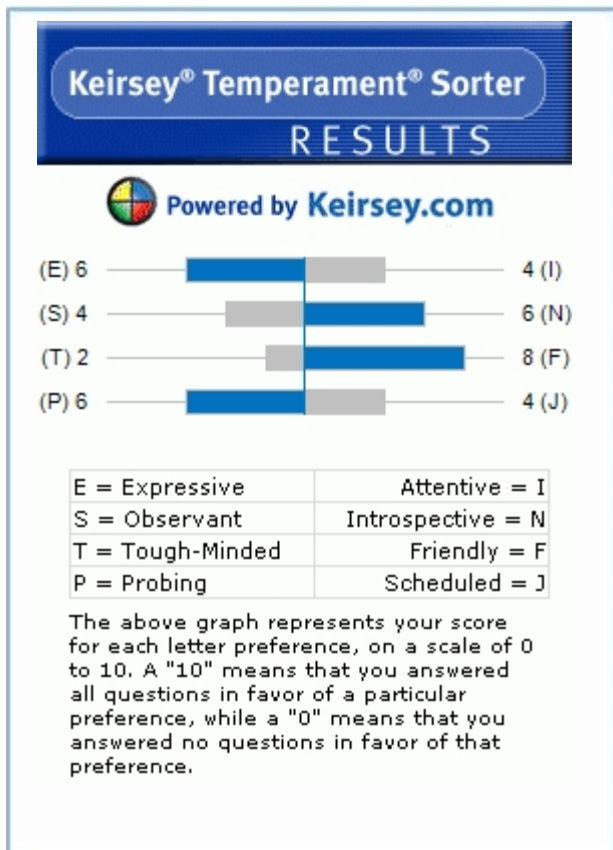 Keirsey® Temperament® Sorter
RESULTS
Powered by Keirsey.com
(E) 6 4 (I)
(S) 4 6 (N)
(T) 2 8 (F)
(P) 6 4 (J)
E = Expressive Attentive = I
S = Observant Introspective = N
T = Tough-Minded Friendly = F
P = Probing Scheduled = J
The above graph represents your score
for each letter preference, on a scale of 0
to 10. A "10" means that you answered
all questions in favor of a particular
preference, while a "0" means that you
answered no questions in favor of that
preference.